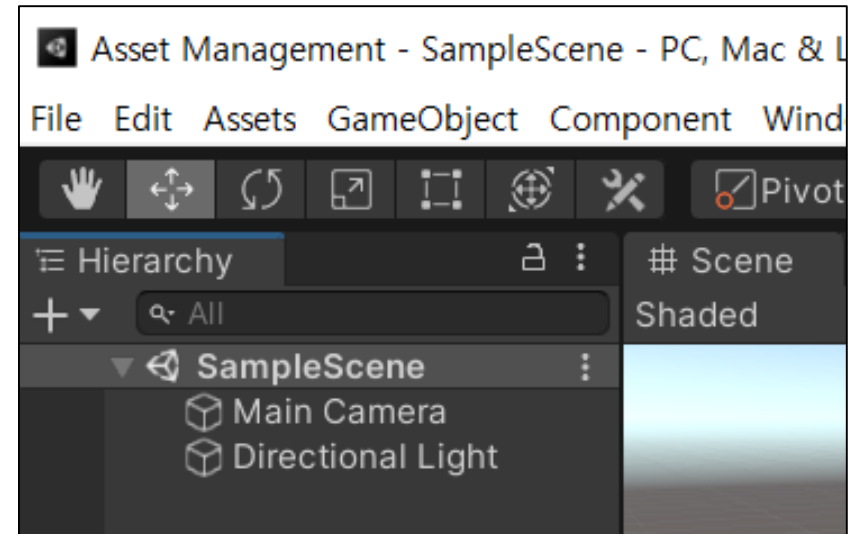 Asset Management - SampleScene - PC, Mac & L
File Edit Assets GameObject Component Wind
Pivot
Hierarchy
Scene
All
Shaded
SampleScene
Main Camera
Directional Light